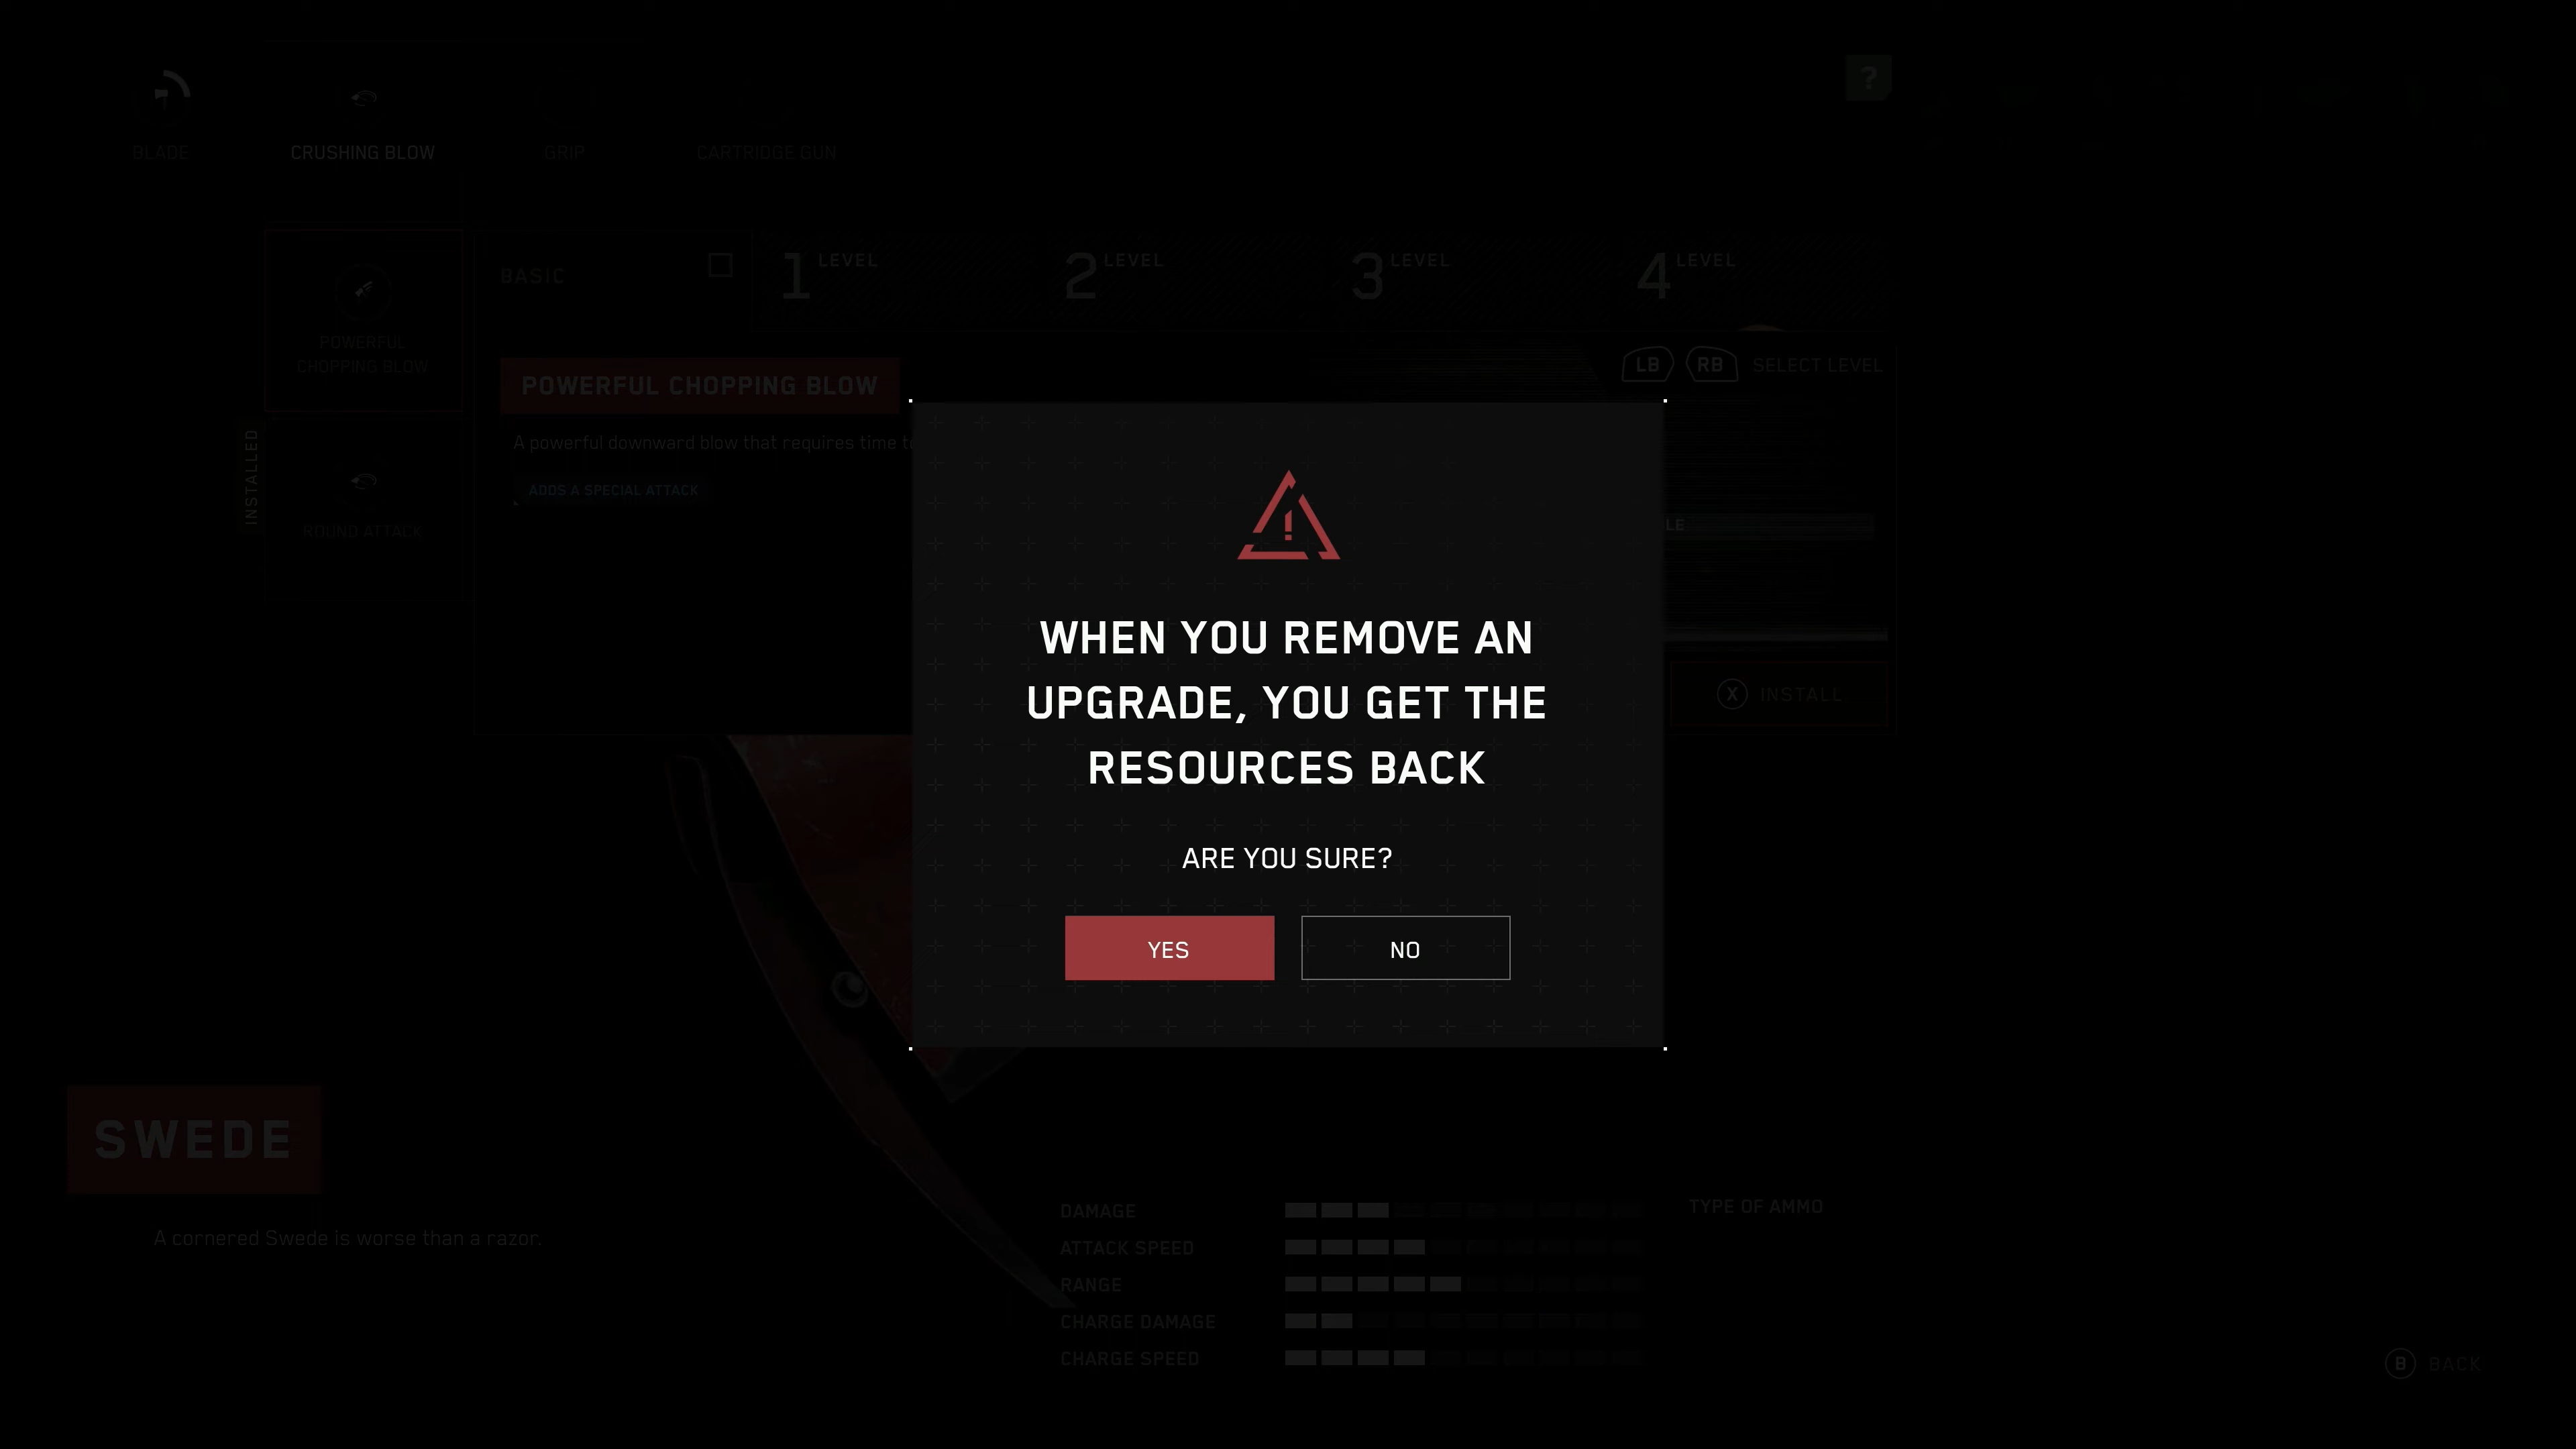 ?
BLADE
CRUSHING BLOW
GRIP
CARTRIDGE GUN
BASIC
1 LEVEL
2 LEVEL
3 LEVEL
4 LEVEL
POWERFUL
CHOPPING BLOW
INSTALLED
ROUND ATTACK
POWERFUL CHOPPING BLOW
LB RB SELECT LEVEL
A powerful downward blow that requires time
ADDS A SPECIAL ATTACK
X INSTALL
WHEN YOU REMOVE AN
UPGRADE, YOU GET THE
RESOURCES BACK
ARE YOU SURE?
YES
NO
SWEDE
A cornered Swede is worse than a razor.
DAMAGE
ATTACK SPEED
RANGE
CHARGE DAMAGE
CHARGE SPEED
TYPE OF AMMO
B BACK